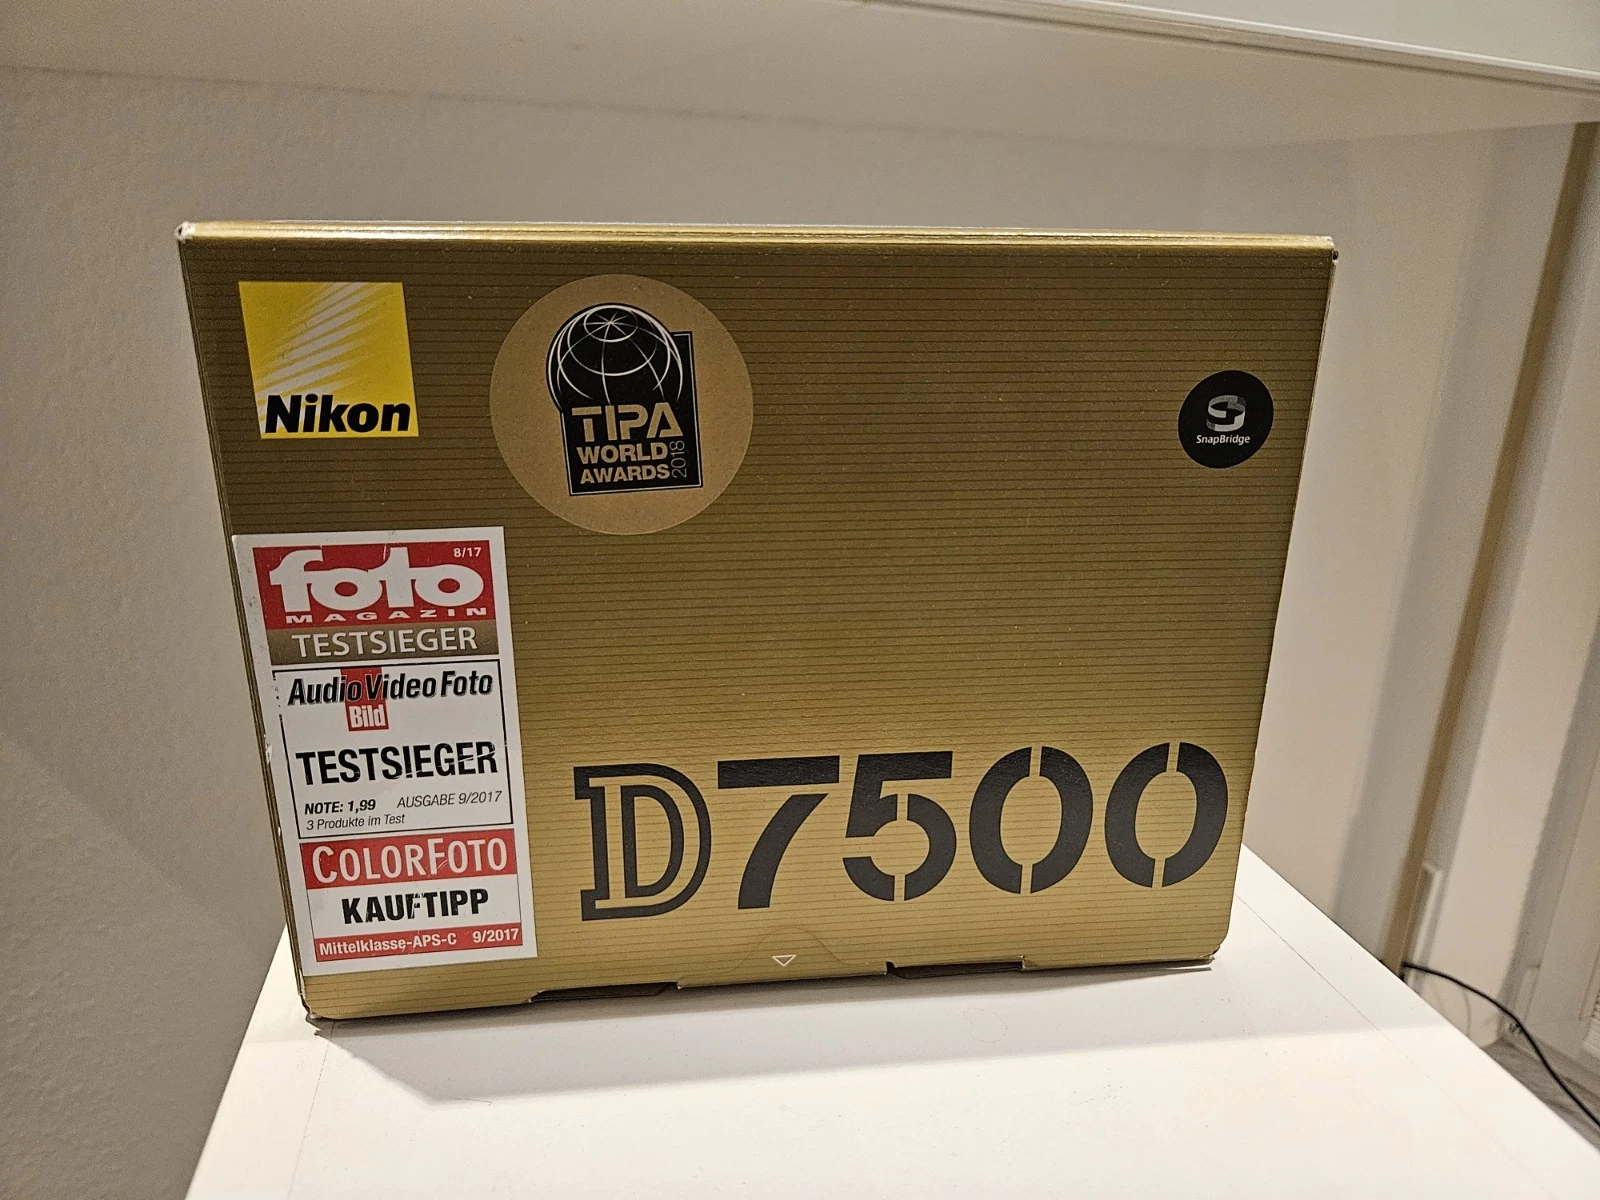 Nikon
TIPA
WORLD
AWARDS 2018
SnapBridge
8/17
foto
MAGAZIN
TESTSIEGER
Audio Video Foto
Bild
TESTSIEGER
NOTE: 1,99 AUSGABE 9/2017
3 Produkte im Test
COLORFOTO
KAUFTIPP
Mittelklasse-APS-C 9/2017
D7500